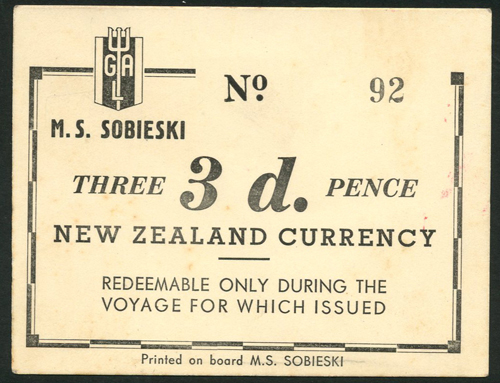 GAL
Nº 92
M. S. SOBIESKI
THREE 3 d. PENCE
NEW ZEALAND CURRENCY
REDEEMABLE ONLY DURING THE
VOYAGE FOR WHICH ISSUED
Printed on board M.S. SOBIESKI